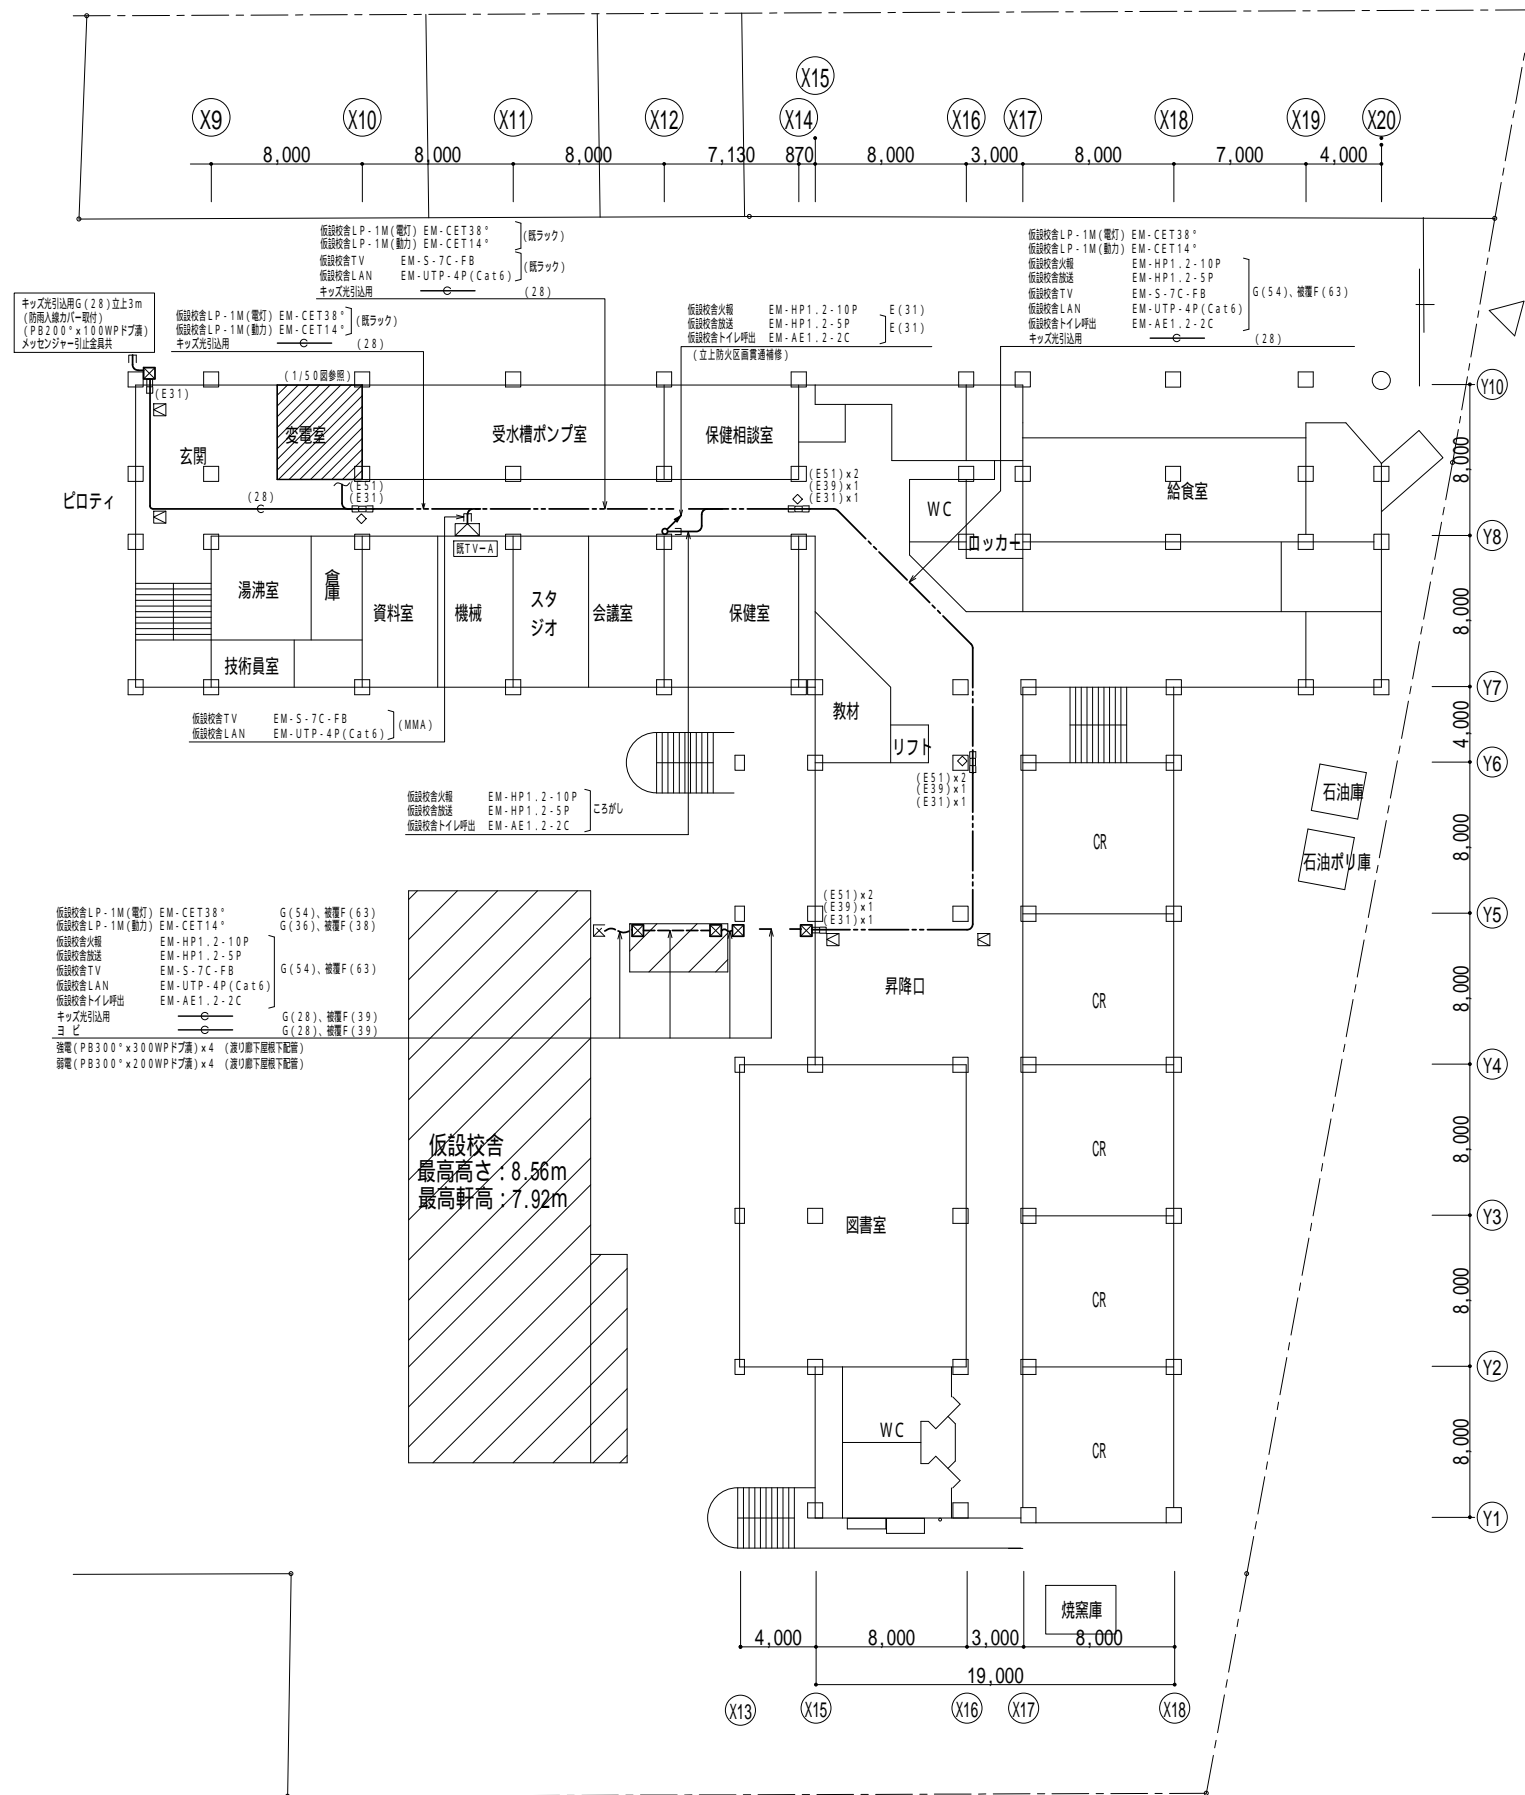 X15
X9 X10 X11 X12 X14 X16 X17 X18 X19 X20
8,000 8,000 8,000 7,130 870 8,000 3,000 8,000 7,000 4,000
仮設校舎LP-1M(電灯) EM-CET38°
仮設校舎LP-1M(動力) EM-CET14°
(既ラック)
仮設校舎TV EM-S-7C-FB
仮設校舎LAN EM-UTP-4P(Cat6)
(既ラック)
キッズ光引込用 (28)
仮設校舎LP-1M(電灯) EM-CET38°
仮設校舎LP-1M(動力) EM-CET14°
仮設校舎火報 EM-HP1.2-10P
仮設校舎放送 EM-HP1.2-5P
仮設校舎TV EM-S-7C-FB
仮設校舎LAN EM-UTP-4P(Cat6)
仮設校舎トイレ呼出 EM-AE1.2-2C
G(54)、被覆F(63)
キッズ光引込用 (28)
キッズ光引込用G(28)立上3m
(防雨入線カバー取付)
(PB200°x100WPドブ漬)
メッセンジャー引止金具共
仮設校舎LP-1M(電灯) EM-CET38°
仮設校舎LP-1M(動力) EM-CET14°
(既ラック)
キッズ光引込用 (28)
仮設校舎火報 EM-HP1.2-10P E(31)
仮設校舎放送 EM-HP1.2-5P
仮設校舎トイレ呼出 EM-AE1.2-2C
E(31)
(立上防火区画貫通補修)
(1/50図参照)
(E31)
変電室
受水槽ポンプ室
保健相談室
玄関
ピロティ
(28)
(E51)
(E31)
(E51)x2
(E39)x1
(E31)x1
WC
ロッカー
給食室
既TV-A
湯沸室
倉庫
資料室
機械
スタ
ジオ
会議室
保健室
技術員室
教材
リフト
仮設校舎TV EM-S-7C-FB
仮設校舎LAN EM-UTP-4P(Cat6)
(MMA)
(E51)x2
(E39)x1
(E31)x1
仮設校舎火報 EM-HP1.2-10P
仮設校舎放送 EM-HP1.2-5P
仮設校舎トイレ呼出 EM-AE1.2-2C
ころがし
石油庫
石油ポリ庫
CR
(E51)x2
(E39)x1
(E31)x1
仮設校舎LP-1M(電灯) EM-CET38° G(54)、被覆F(63)
仮設校舎LP-1M(動力) EM-CET14° G(36)、被覆F(38)
仮設校舎火報 EM-HP1.2-10P
仮設校舎放送 EM-HP1.2-5P
仮設校舎TV EM-S-7C-FB
仮設校舎LAN EM-UTP-4P(Cat6)
仮設校舎トイレ呼出 EM-AE1.2-2C
G(54)、被覆F(63)
キッズ光引込用 G(28)、被覆F(39)
ヨビ G(28)、被覆F(39)
強電(PB300°x300WPドブ漬)x4 (渡り廊下屋根下配管)
弱電(PB300°x200WPドブ漬)x4 (渡り廊下屋根下配管)
昇降口
CR
仮設校舎
最高高さ:8.56m
最高軒高:7.92m
CR
図書室
CR
WC
CR
Y10
8,000
Y8
8,000
Y7
4,000
Y6
8,000
Y5
8,000
Y4
8,000
Y3
8,000
Y2
8,000
Y1
焼窯庫
4,000 8,000 3,000 8,000
19,000
X13 X15 X16 X17 X18